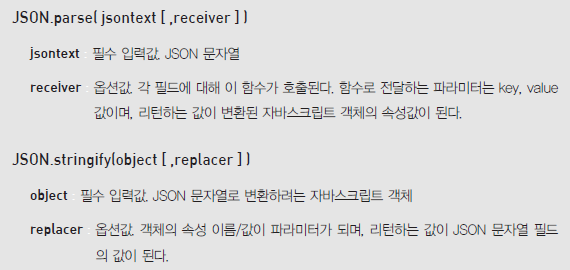 JSON.parse( jsontext [ ,receiver ] )
jsontext : 필수 입력값. JSON 문자열
receiver : 옵션값. 각 필드에 대해 이 함수가 호출된다. 함수로 전달하는 파라미터는 key, value
값이며, 리턴하는 값이 변환된 자바스크립트 객체의 속성값이 된다.
JSON.stringify(object [ ,replacer ] )
object : 필수 입력값. JSON 문자열로 변환하려는 자바스크립트 객체
replacer : 옵션값. 객체의 속성 이름/값이 파라미터가 되며, 리턴하는 값이 JSON 문자열 필드
의 값이 된다.